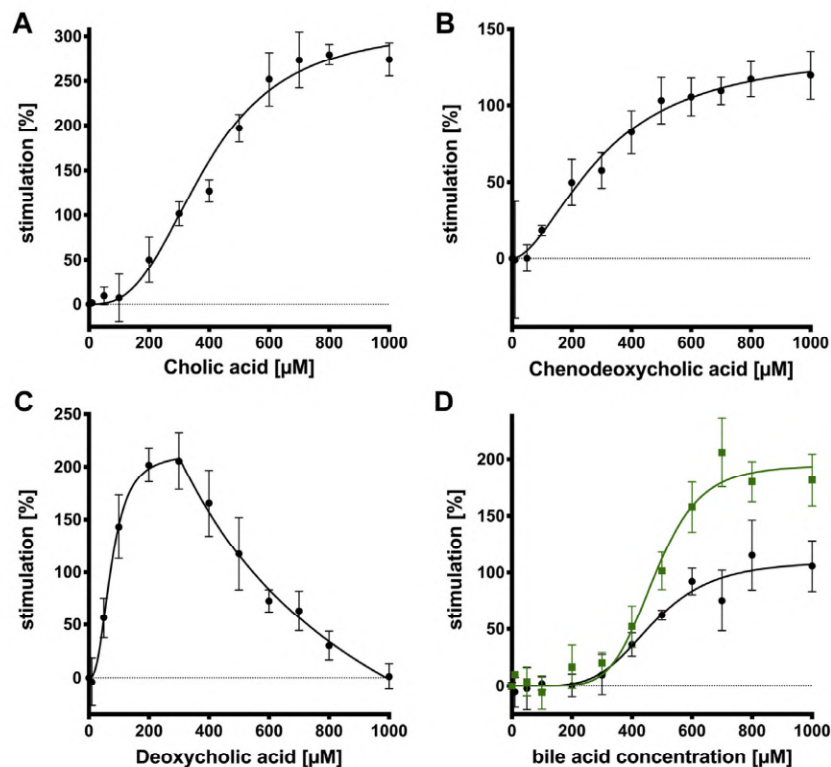 A
stimulation [%]
300
250
200
150
100
50
0
0 200 400 600 800 1000
Cholic acid [µM]
B
stimulation [%]
150
100
50
0
0 200 400 600 800 1000
Chenodeoxycholic acid [µM]
C
stimulation [%]
250
200
150
100
50
0
0 200 400 600 800 1000
Deoxycholic acid [µM]
D
stimulation [%]
200
150
100
50
0
0 200 400 600 800 1000
bile acid concentration [µM]